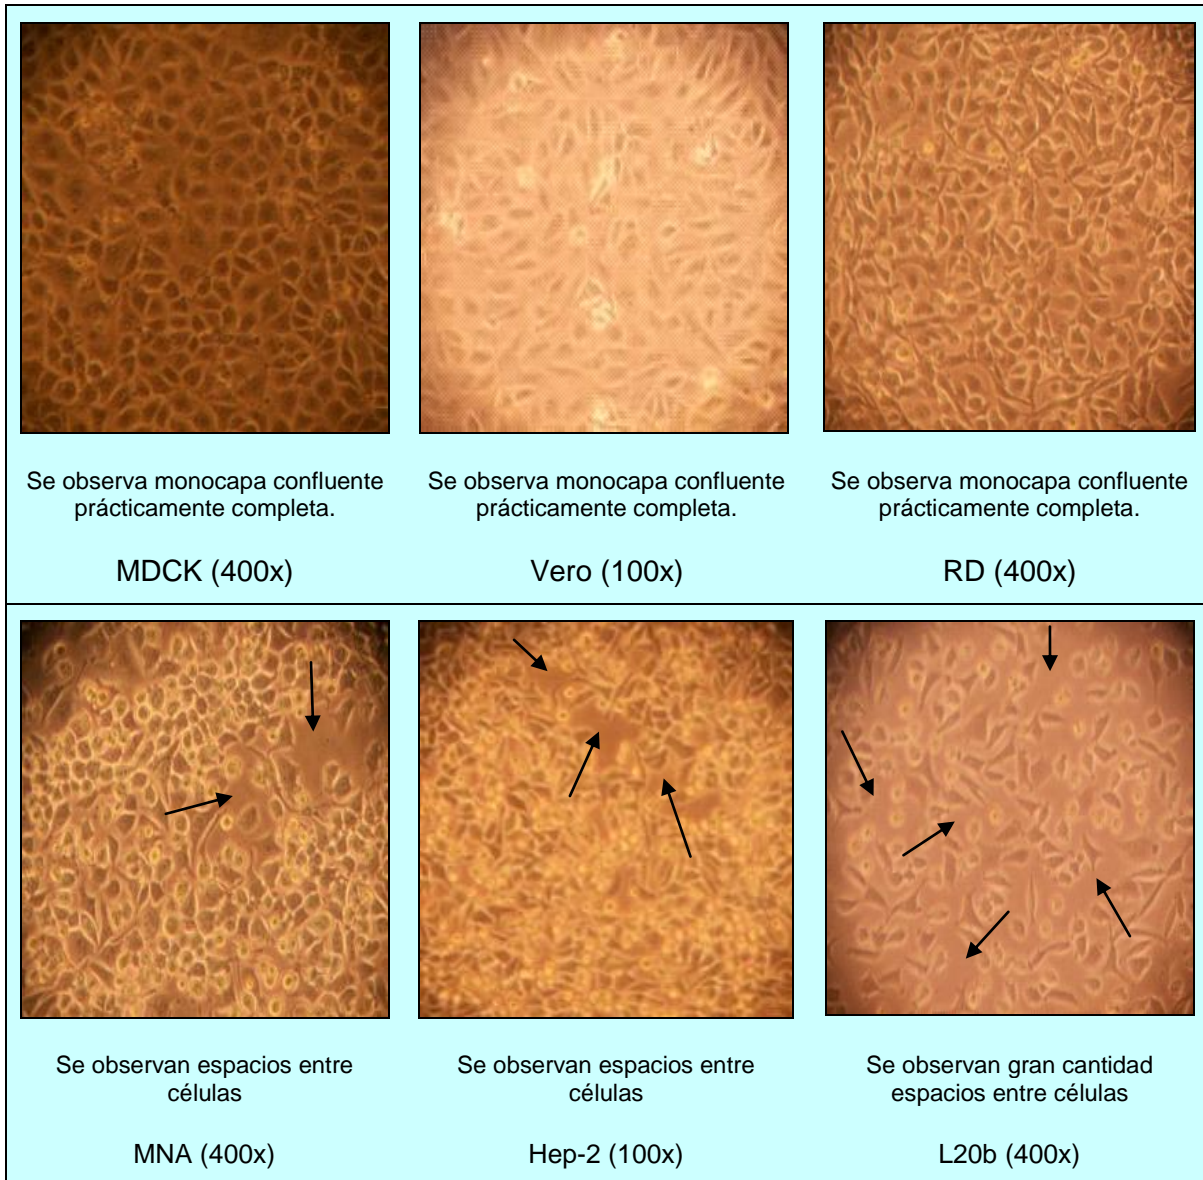 Se observa monocapa confluente
prácticamente completa.
MDCK (400x)
Se observa monocapa confluente
prácticamente completa.
Vero (100x)
Se observa monocapa confluente
prácticamente completa.
RD (400x)
Se observan espacios entre
células
MNA (400x)
Se observan espacios entre
células
Hep-2 (100x)
Se observan gran cantidad
espacios entre células
L20b (400x)